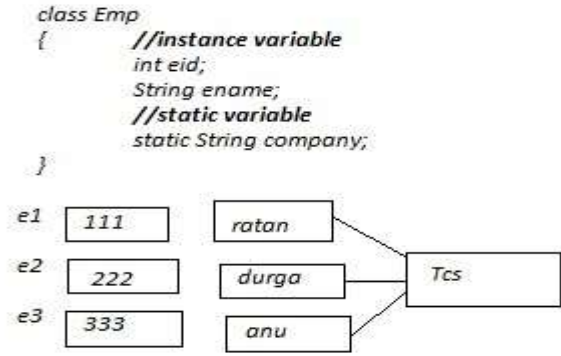 class Emp
{ //instance variable
int eid;
String ename;
//static variable
static String company;
}
e1 111 ratan
e2 222 durga Tcs
e3 333 anu